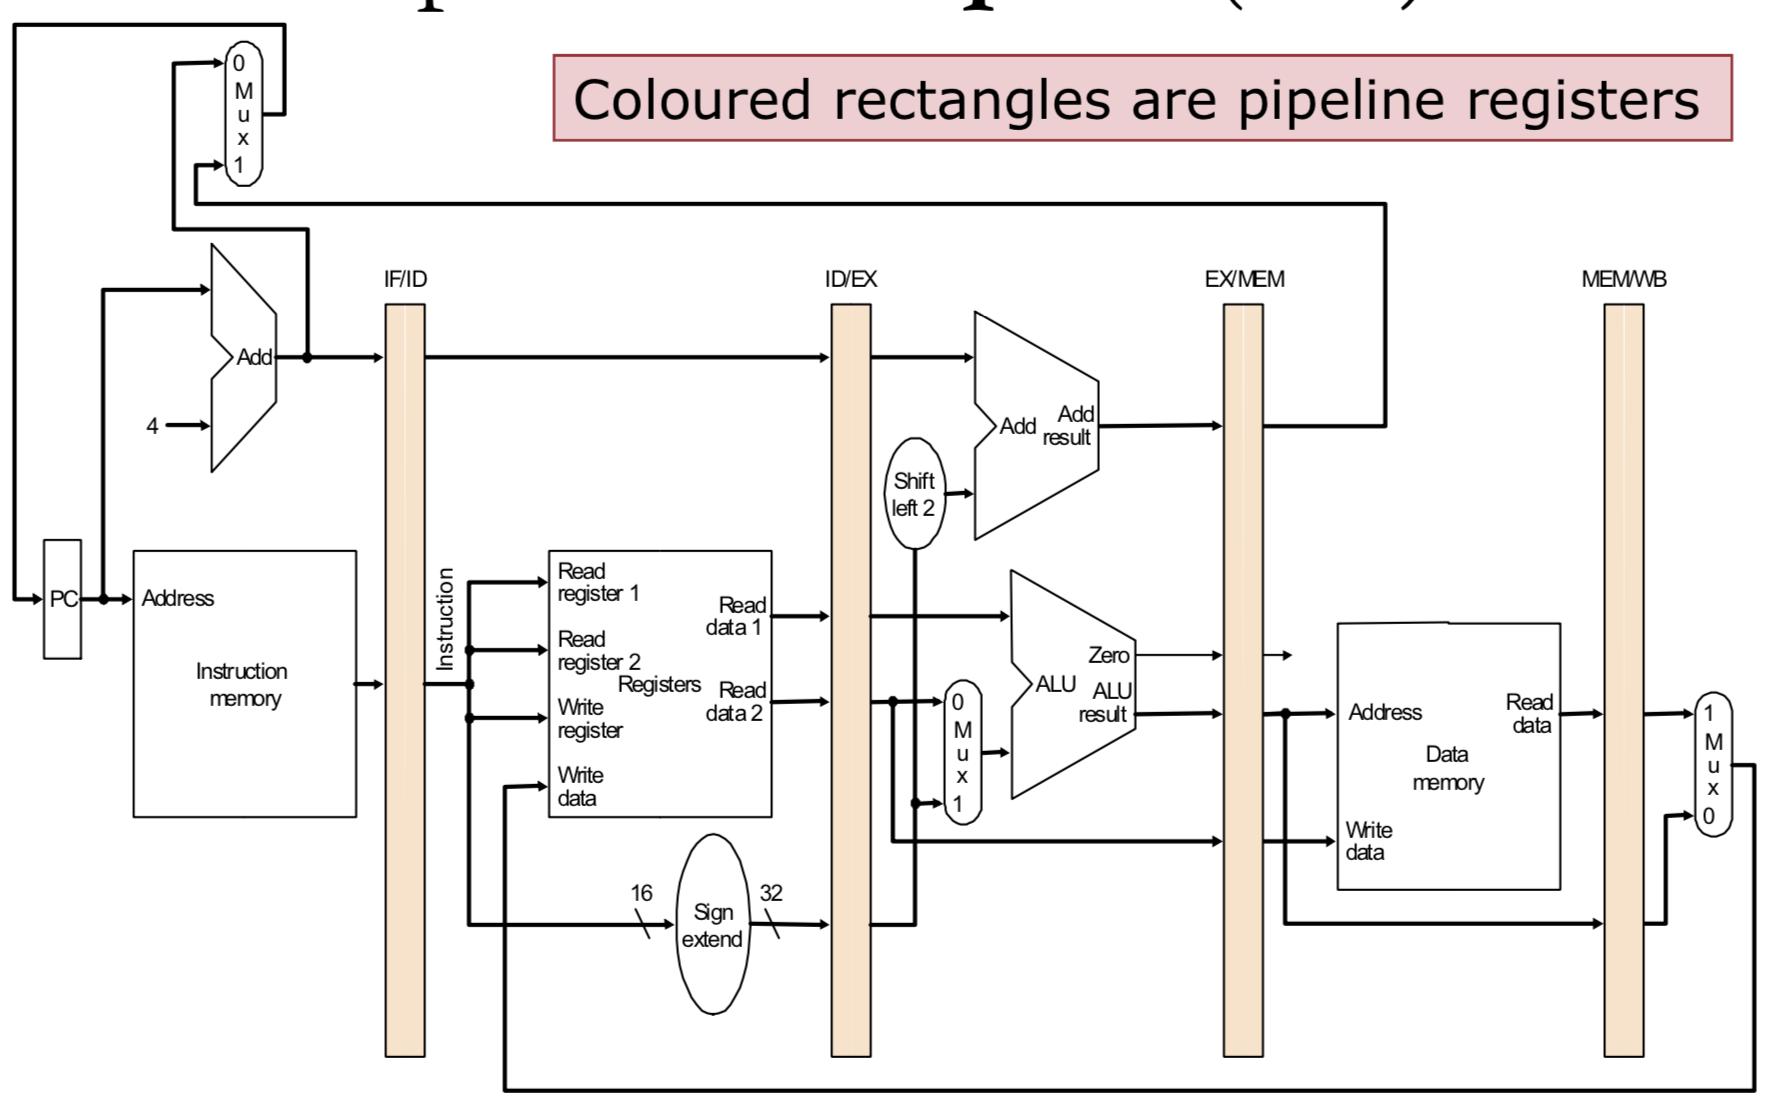 Coloured rectangles are pipeline registers
0
M
u
x
1
IF/ID
ID/EX
EX/MEM
MEM/WB
Add
4
Add
Add
result
Shift
left 2
PC
Address
Instruction
memory
Instruction
Read
register 1
Read
register 2
Write
register
Write
data
Registers
Read
data 1
Read
data 2
16
Sign
extend
32
0
M
u
x
1
Zero
ALU
ALU
result
Address
Read
data
Data
memory
Write
data
1
M
u
x
0